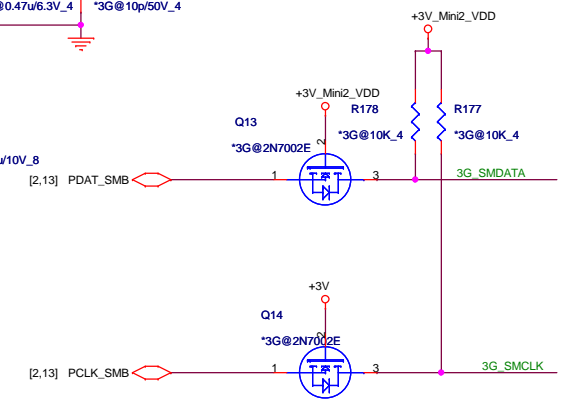 @0.47u/6.3V_4
*3G@10p/50V_4
+3V_Mini2_VDD
+3V_Mini2_VDD
R178
R177
Q13
*3G@10K_4
*3G@10K_4
*3G@2N7002E
2
u/10V_8
[2,13] PDAT_SMB
1
3
3G_SMDATA
+3V
Q14
*3G@2N7002E
2
[2,13] PCLK_SMB
1
3
3G_SMCLK